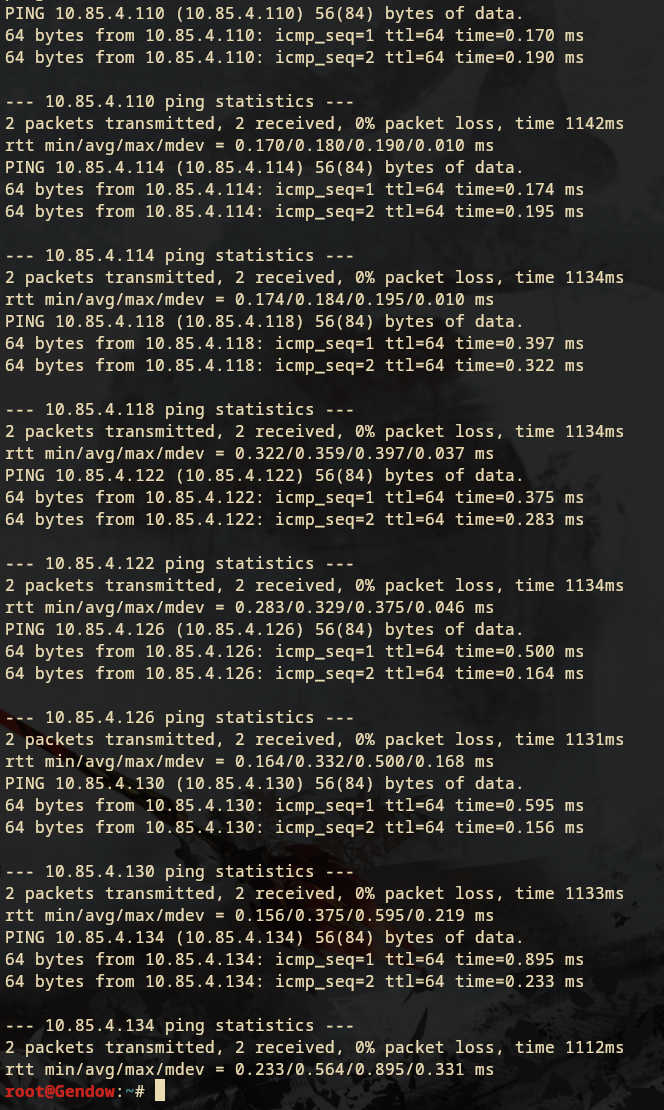 PING 10.85.4.110 (10.85.4.110) 56(84) bytes of data.
64 bytes from 10.85.4.110: icmp_seq=1 ttl=64 time=0.170 ms
64 bytes from 10.85.4.110: icmp_seq=2 ttl=64 time=0.190 ms

--- 10.85.4.110 ping statistics ---
2 packets transmitted, 2 received, 0% packet loss, time 1142ms
rtt min/avg/max/mdev = 0.170/0.180/0.190/0.010 ms
PING 10.85.4.114 (10.85.4.114) 56(84) bytes of data.
64 bytes from 10.85.4.114: icmp_seq=1 ttl=64 time=0.174 ms
64 bytes from 10.85.4.114: icmp_seq=2 ttl=64 time=0.195 ms

--- 10.85.4.114 ping statistics ---
2 packets transmitted, 2 received, 0% packet loss, time 1134ms
rtt min/avg/max/mdev = 0.174/0.184/0.195/0.010 ms
PING 10.85.4.118 (10.85.4.118) 56(84) bytes of data.
64 bytes from 10.85.4.118: icmp_seq=1 ttl=64 time=0.397 ms
64 bytes from 10.85.4.118: icmp_seq=2 ttl=64 time=0.322 ms

--- 10.85.4.118 ping statistics ---
2 packets transmitted, 2 received, 0% packet loss, time 1134ms
rtt min/avg/max/mdev = 0.322/0.359/0.397/0.037 ms
PING 10.85.4.122 (10.85.4.122) 56(84) bytes of data.
64 bytes from 10.85.4.122: icmp_seq=1 ttl=64 time=0.375 ms
64 bytes from 10.85.4.122: icmp_seq=2 ttl=64 time=0.283 ms

--- 10.85.4.122 ping statistics ---
2 packets transmitted, 2 received, 0% packet loss, time 1134ms
rtt min/avg/max/mdev = 0.283/0.329/0.375/0.046 ms
PING 10.85.4.126 (10.85.4.126) 56(84) bytes of data.
64 bytes from 10.85.4.126: icmp_seq=1 ttl=64 time=0.500 ms
64 bytes from 10.85.4.126: icmp_seq=2 ttl=64 time=0.164 ms

--- 10.85.4.126 ping statistics ---
2 packets transmitted, 2 received, 0% packet loss, time 1131ms
rtt min/avg/max/mdev = 0.164/0.332/0.500/0.168 ms
PING 10.85.4.130 (10.85.4.130) 56(84) bytes of data.
64 bytes from 10.85.4.130: icmp_seq=1 ttl=64 time=0.595 ms
64 bytes from 10.85.4.130: icmp_seq=2 ttl=64 time=0.156 ms

--- 10.85.4.130 ping statistics ---
2 packets transmitted, 2 received, 0% packet loss, time 1133ms
rtt min/avg/max/mdev = 0.156/0.375/0.595/0.219 ms
PING 10.85.4.134 (10.85.4.134) 56(84) bytes of data.
64 bytes from 10.85.4.134: icmp_seq=1 ttl=64 time=0.895 ms
64 bytes from 10.85.4.134: icmp_seq=2 ttl=64 time=0.233 ms

--- 10.85.4.134 ping statistics ---
2 packets transmitted, 2 received, 0% packet loss, time 1112ms
rtt min/avg/max/mdev = 0.233/0.564/0.895/0.331 ms
root@Gendow:~#